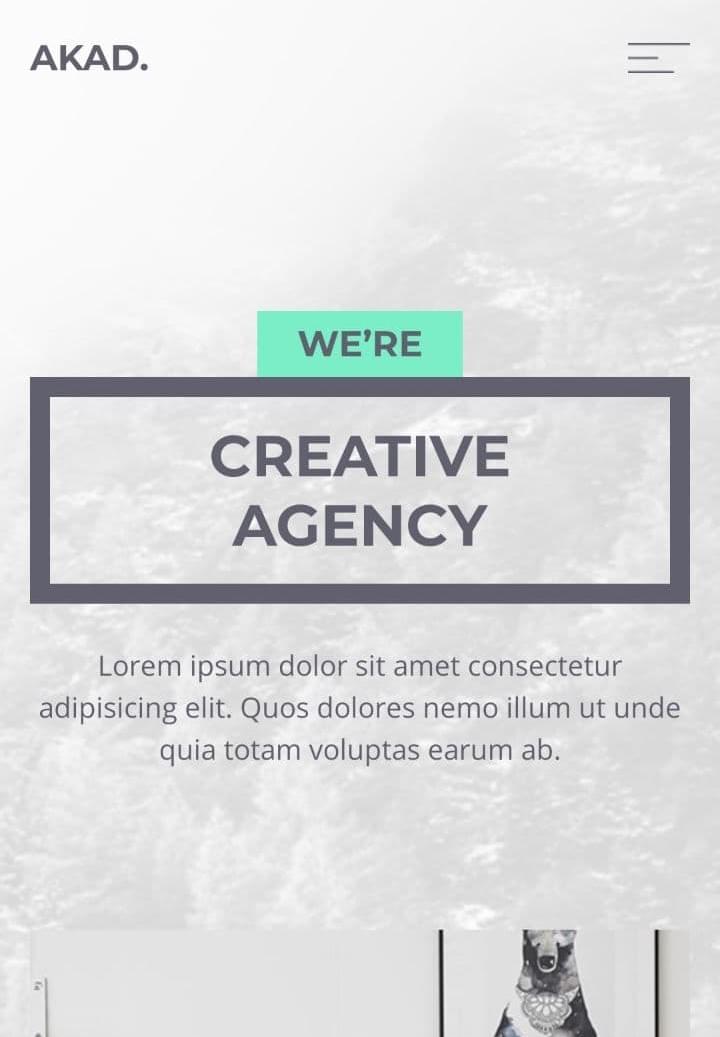 AKAD.
WE’RE
CREATIVE
AGENCY
Lorem ipsum dolor sit amet consectetur
adipisicing elit. Quos dolores nemo illum ut unde
quia totam voluptas earum ab.